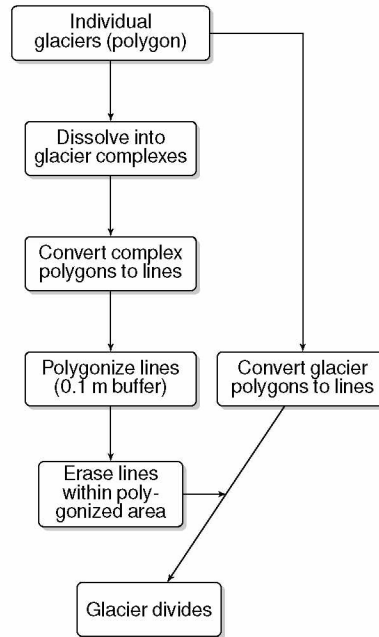 Individual
glaciers (polygon)
Dissolve into
glacier complexes
Convert complex
polygons to lines
Polygonize lines
(0.1 m buffer)
Convert glacier
polygons to lines
Erase lines
within poly-
gonized area
Glacier divides